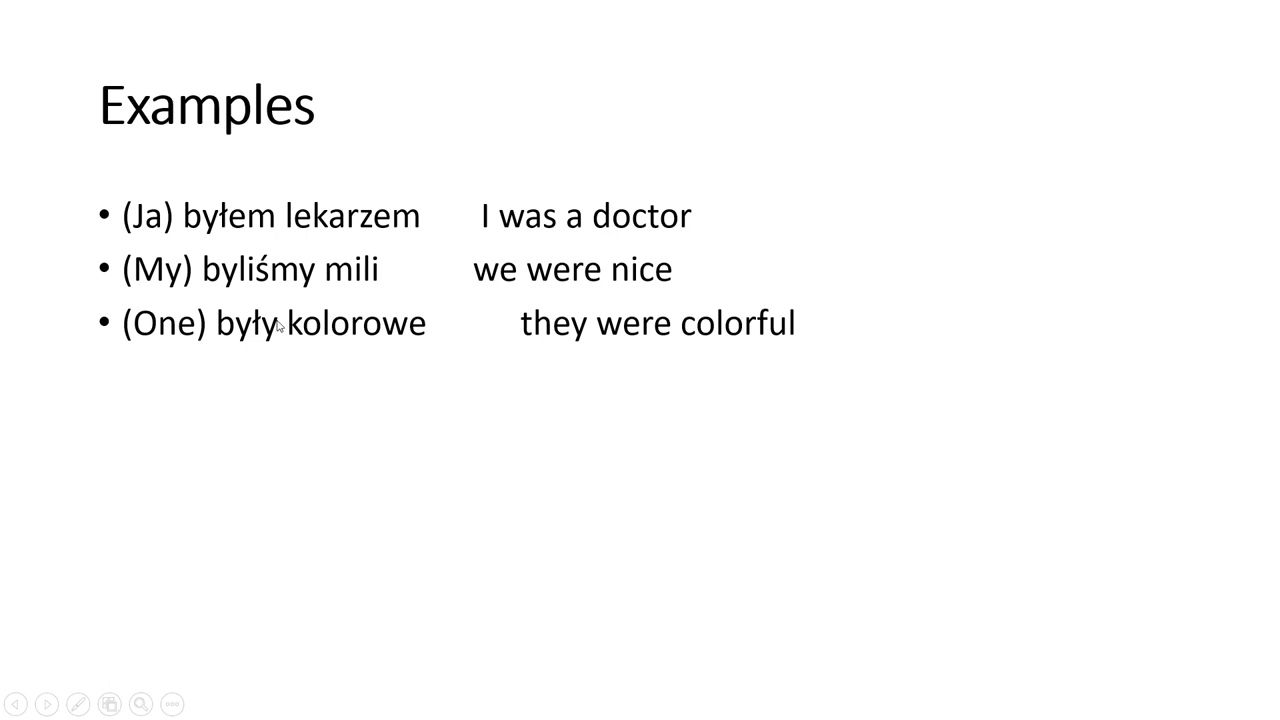 Examples
• (Ja) byłem lekarzem I was a doctor
• (My) byliśmy mili we were nice
• (One) były kolorowe they were colorful